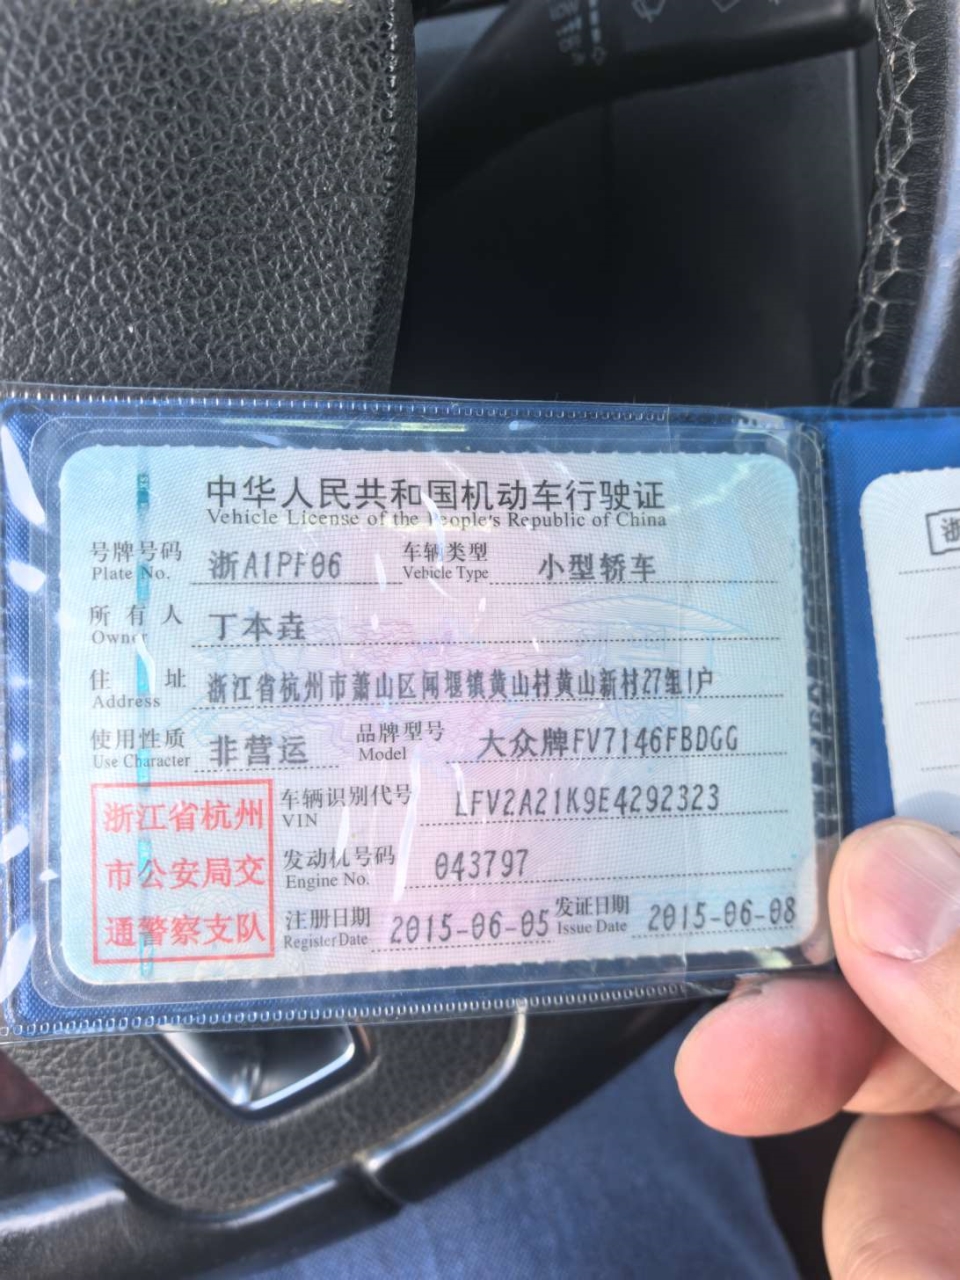 中华人民共和国机动车行驶证
Vehicle License of the People's Republic of China
号牌号码 浙A1PF06 车辆类型 小型轿车
Plate No. Vehicle Type
所有人 丁本垚
Owner
住址 浙江省杭州市萧山区闻堰镇黄山村黄山新村27组1户
Address
使用性质 非营运 品牌型号 大众牌FV7146FBDGG
Use Character Model
车辆识别代号 LFV2A21K9E4292323
VIN
发动机号码 043797
Engine No.
注册日期 2015-06-05 发证日期 2015-06-08
Register Date Issue Date
浙江省杭州
市公安局交
通警察支队
浙